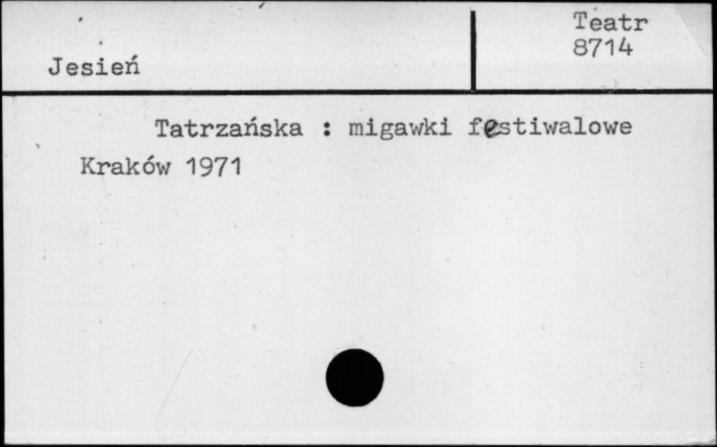 Teatr
8714
Jesień
Tatrzańska : migawki festiwalowe
Kraków 1971